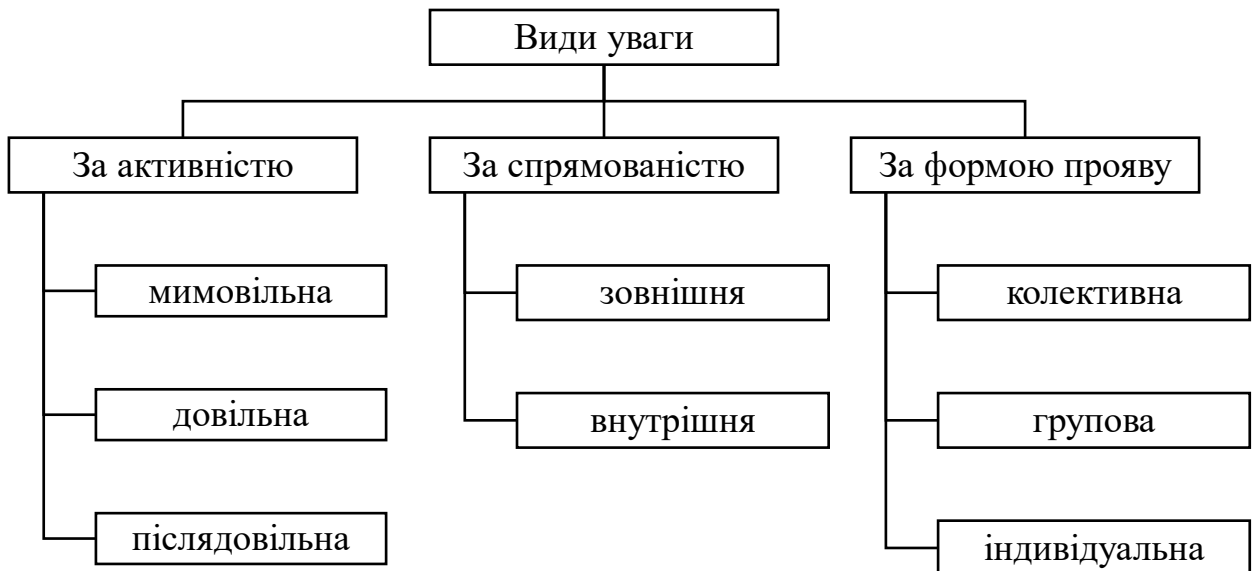 Види уваги
За активністю
мимовільна
довільна
післядовільна
За спрямованістю
зовнішня
внутрішня
За формою прояву
колективна
групова
індивідуальна